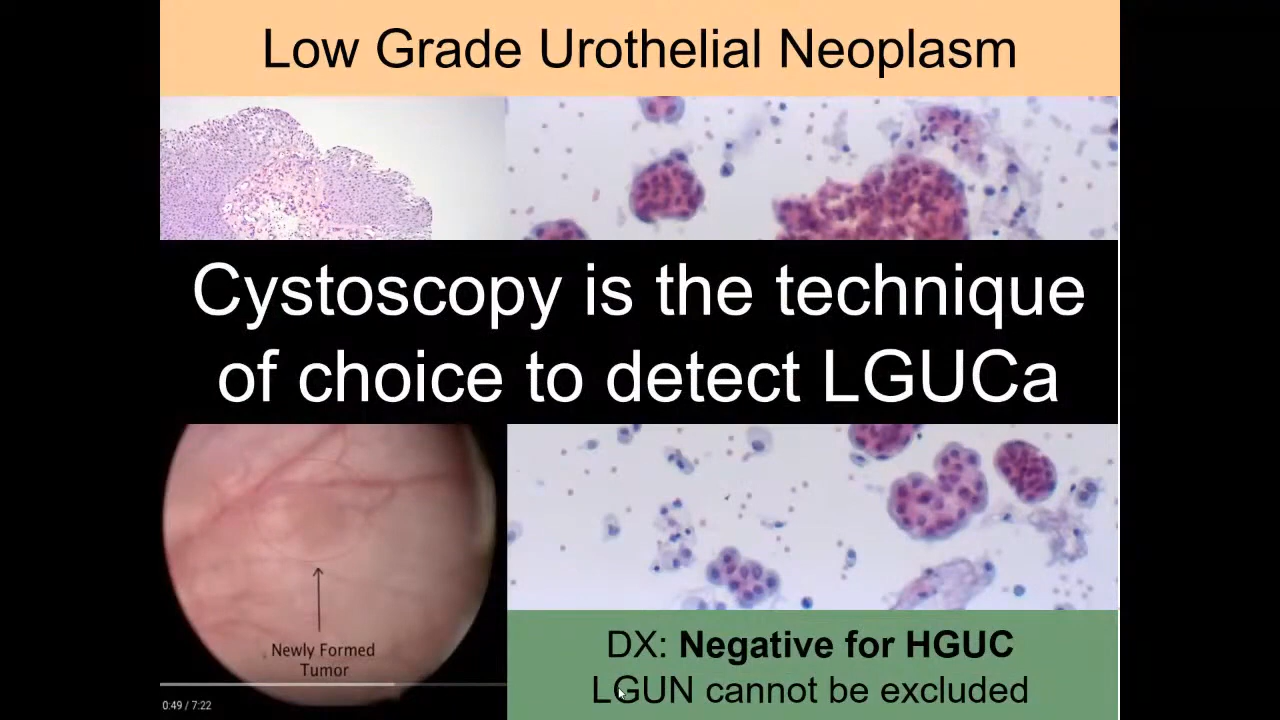 Low Grade Urothelial Neoplasm
Cystoscopy is the technique
of choice to detect LGUCa
Newly Formed
Tumor
0:49 / 7:22
DX: Negative for HGUC
LGUN cannot be excluded